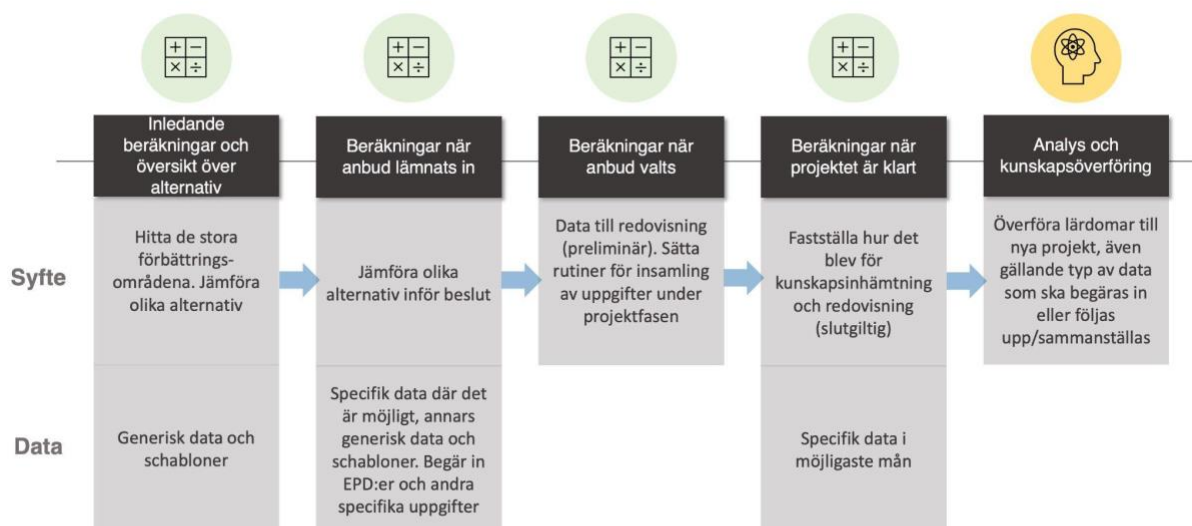 Inledande
beräkningar och
översikt över
alternativ
Beräkningar när
anbud lämnats in
Beräkningar när
anbud valts
Beräkningar när
projektet är klart
Analys och
kunskapsöverföring
Syfte
Hitta de stora
förbättrings-
områdena. Jämföra
olika alternativ
Jämföra olika
alternativ inför beslut
Data till redovisning
(preliminär). Sätta
rutiner för insamling
av uppgifter under
projektfasen
Fastställa hur det
blev för
kunskapsinhämtning
och redovisning
(slutgiltig)
Överföra lärdomar till
nya projekt, även
gällande typ av data
som ska begäras in
eller följas
upp/sammanställas
Data
Generisk data och
schabloner
Specifik data där det
är möjligt, annars
generisk data och
schabloner. Begär in
EPD:er och andra
specifika uppgifter
Specifik data i
möjligaste mån